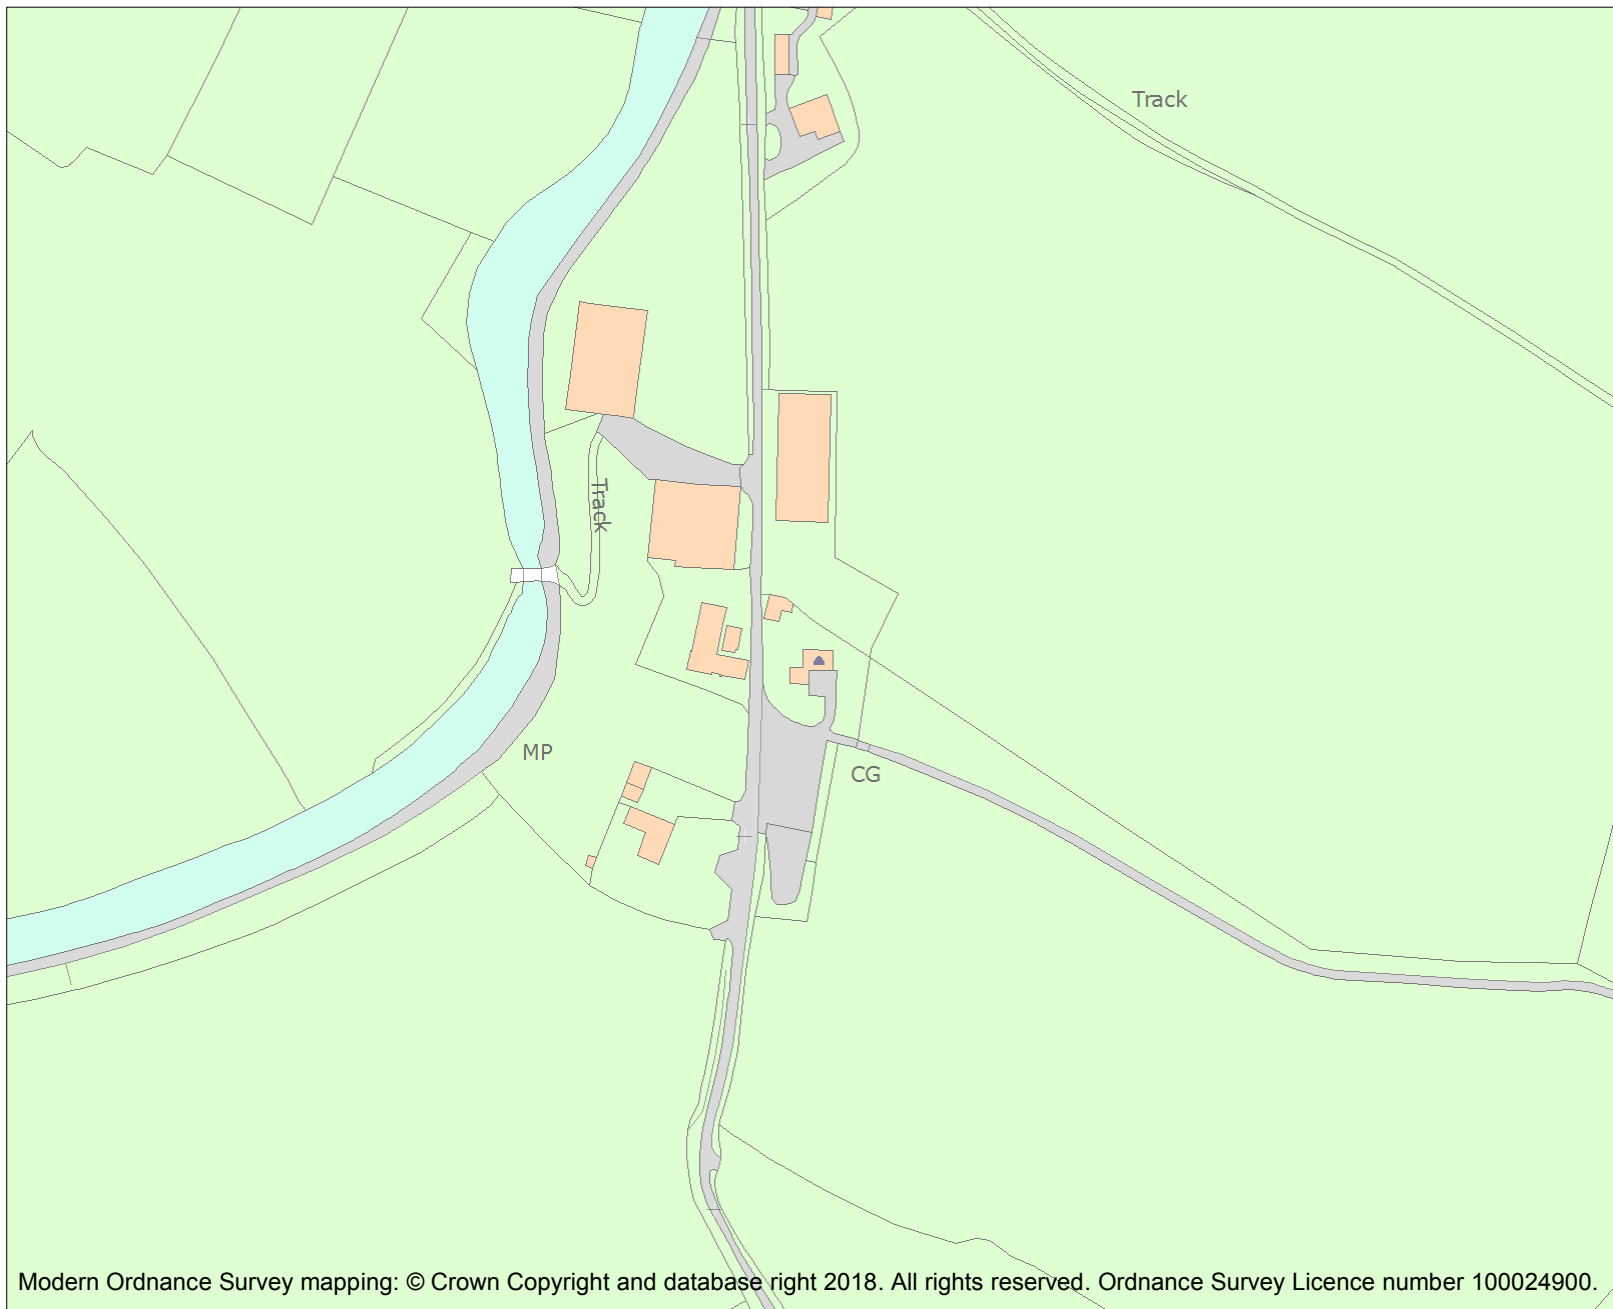 Track
Track
MP
CG
Modern Ordnance Survey mapping: © Crown Copyright and database right 2018. All rights reserved. Ordnance Survey Licence number 100024900.